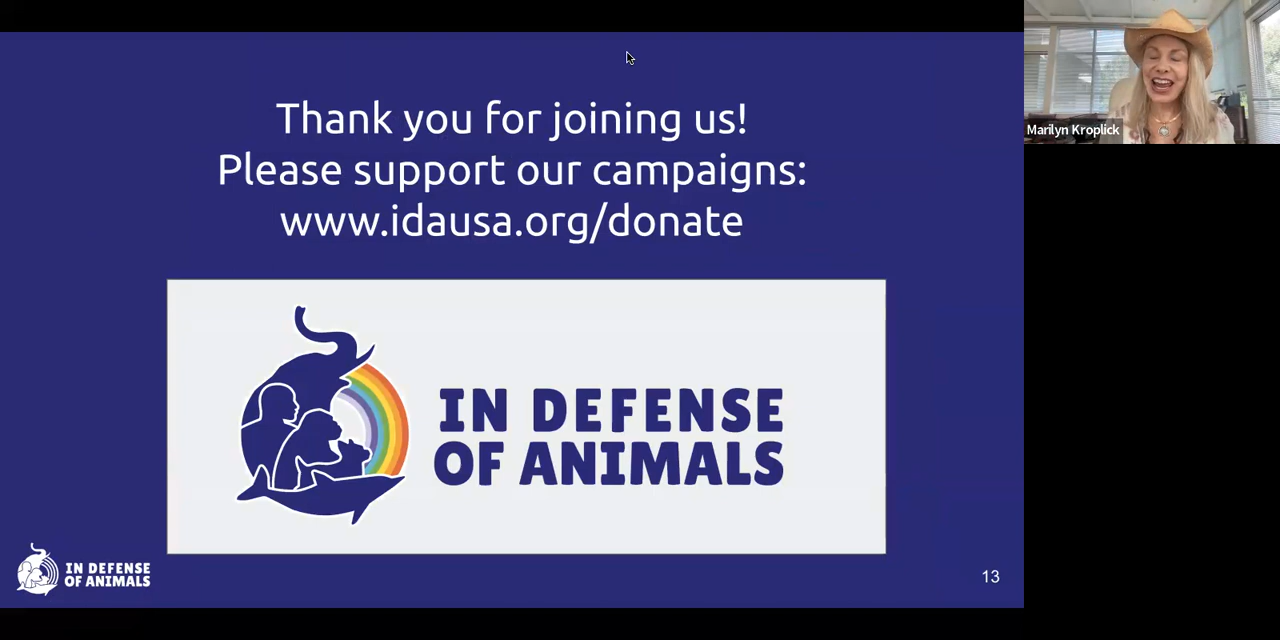 Thank you for joining us!
Please support our campaigns:
www.idausa.org/donate
IN DEFENSE
OF ANIMALS
IN DEFENSE
OF ANIMALS
13
Marilyn Kroplick